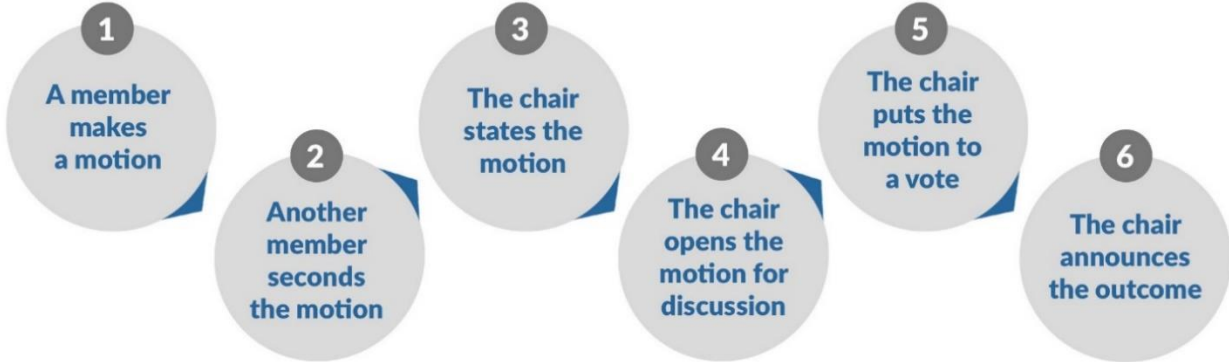 1
A member
makes
a motion
2
Another
member
seconds
the motion
3
The chair
states the
motion
4
The chair
opens the
motion for
discussion
5
The chair
puts the
motion to
a vote
6
The chair
announces
the outcome